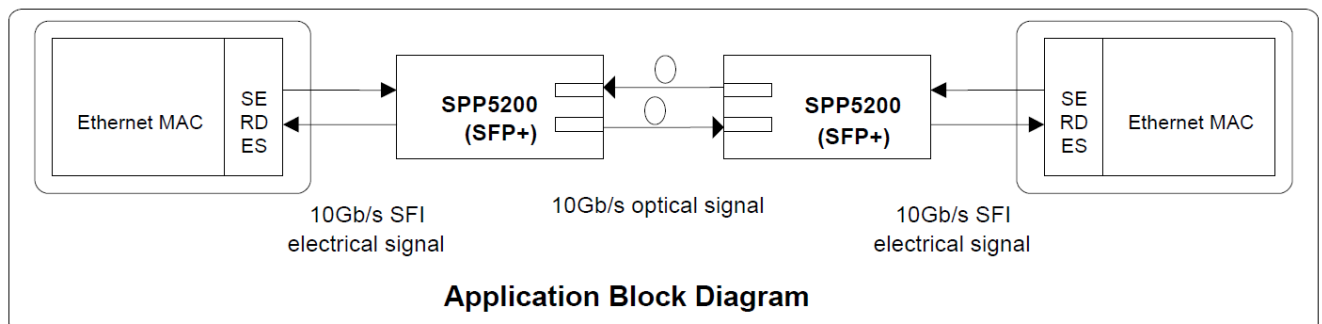 Ethernet MAC
SE
RD
ES
SPP5200
(SFP+)
SPP5200
(SFP+)
SE
RD
ES
Ethernet MAC
10Gb/s SFI
electrical signal
10Gb/s optical signal
10Gb/s SFI
electrical signal
Application Block Diagram